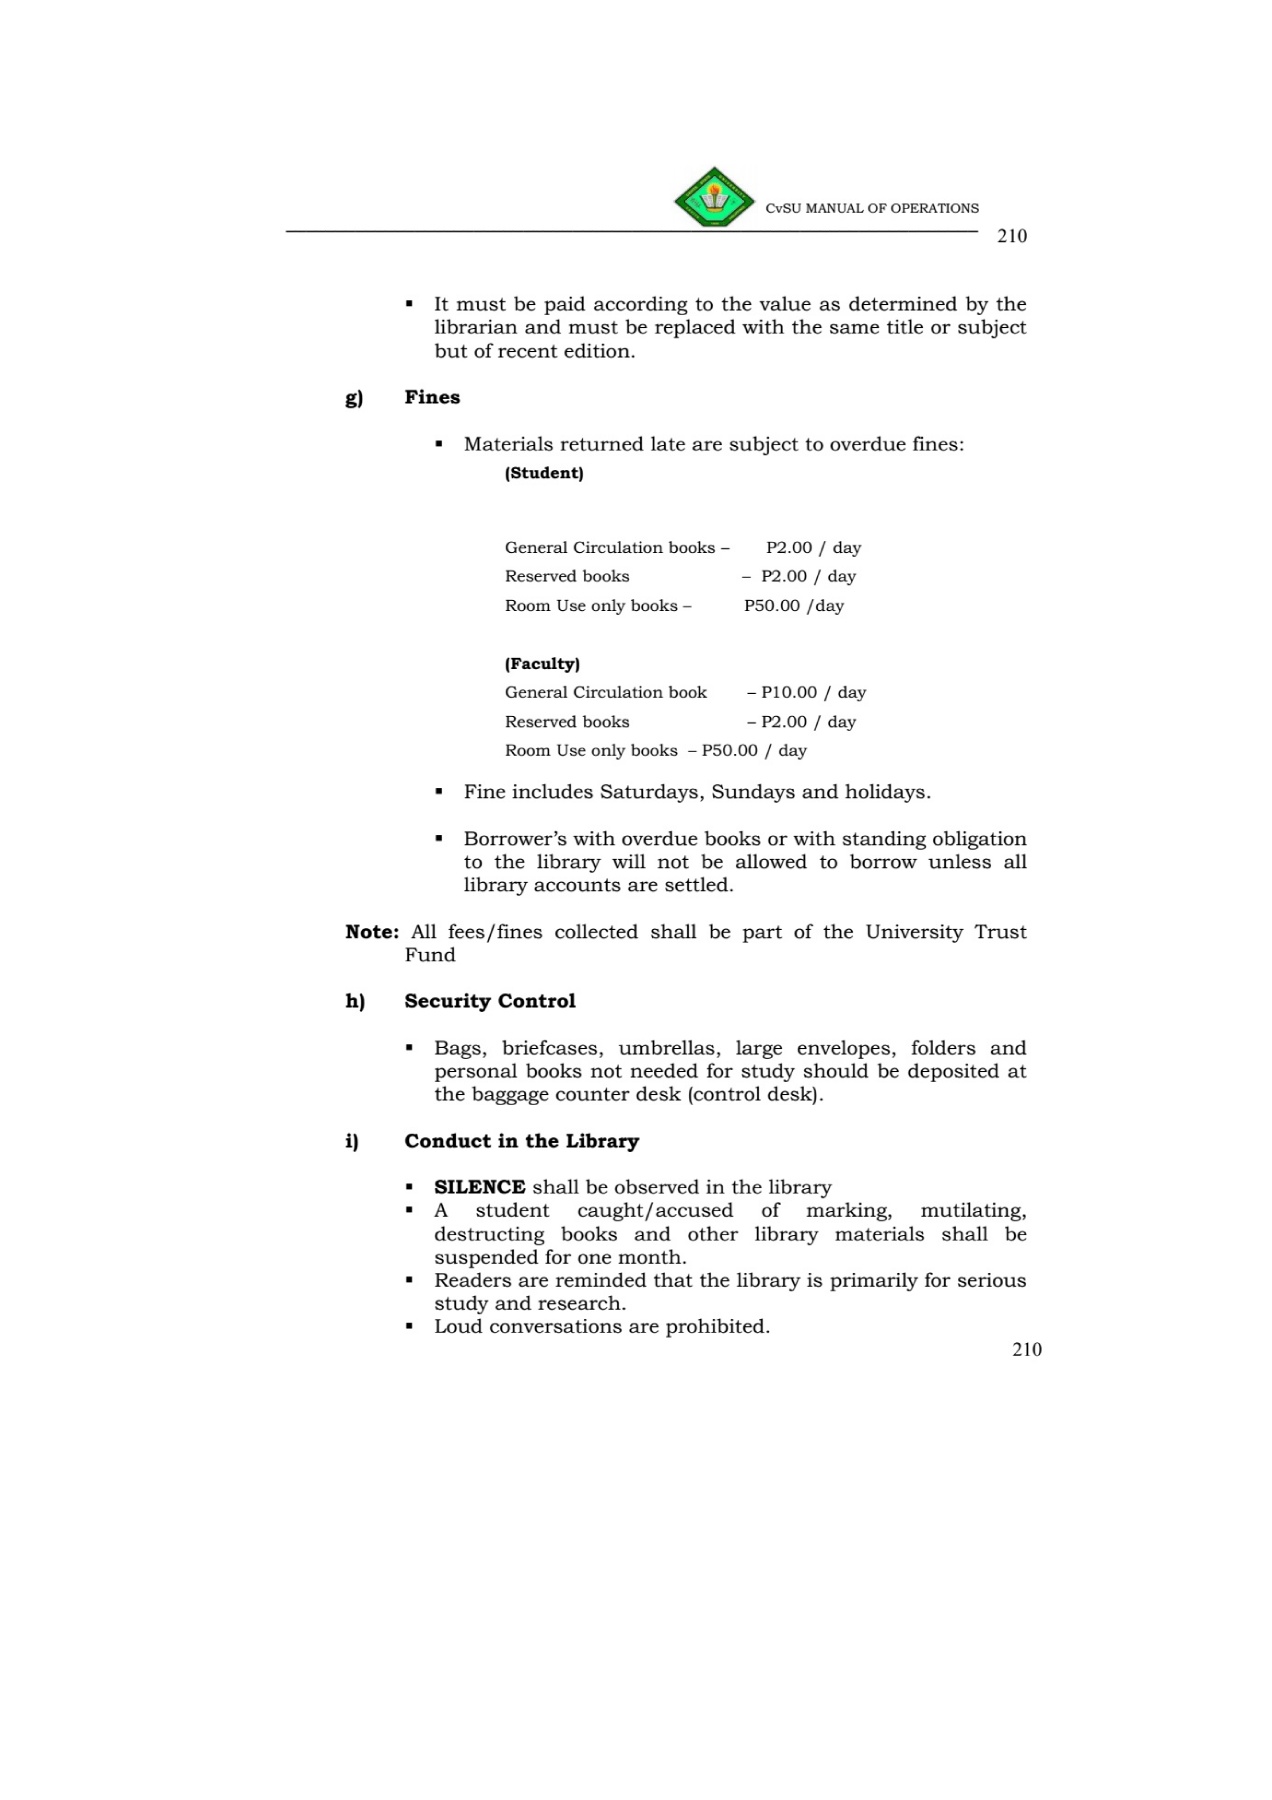 CvSU MANUAL OF OPERATIONS
210
▪ It must be paid according to the value as determined by the
librarian and must be replaced with the same title or subject
but of recent edition.
g) Fines
▪ Materials returned late are subject to overdue fines:
(Student)
General Circulation books – P2.00 / day
Reserved books – P2.00 / day
Room Use only books – P50.00 /day
(Faculty)
General Circulation book – P10.00 / day
Reserved books – P2.00 / day
Room Use only books – P50.00 / day
▪ Fine includes Saturdays, Sundays and holidays.
▪ Borrower’s with overdue books or with standing obligation
to the library will not be allowed to borrow unless all
library accounts are settled.
Note: All fees/fines collected shall be part of the University Trust
Fund
h) Security Control
▪ Bags, briefcases, umbrellas, large envelopes, folders and
personal books not needed for study should be deposited at
the baggage counter desk (control desk).
i) Conduct in the Library
▪ SILENCE shall be observed in the library
▪ A student caught/accused of marking, mutilating,
destructing books and other library materials shall be
suspended for one month.
▪ Readers are reminded that the library is primarily for serious
study and research.
▪ Loud conversations are prohibited.
210